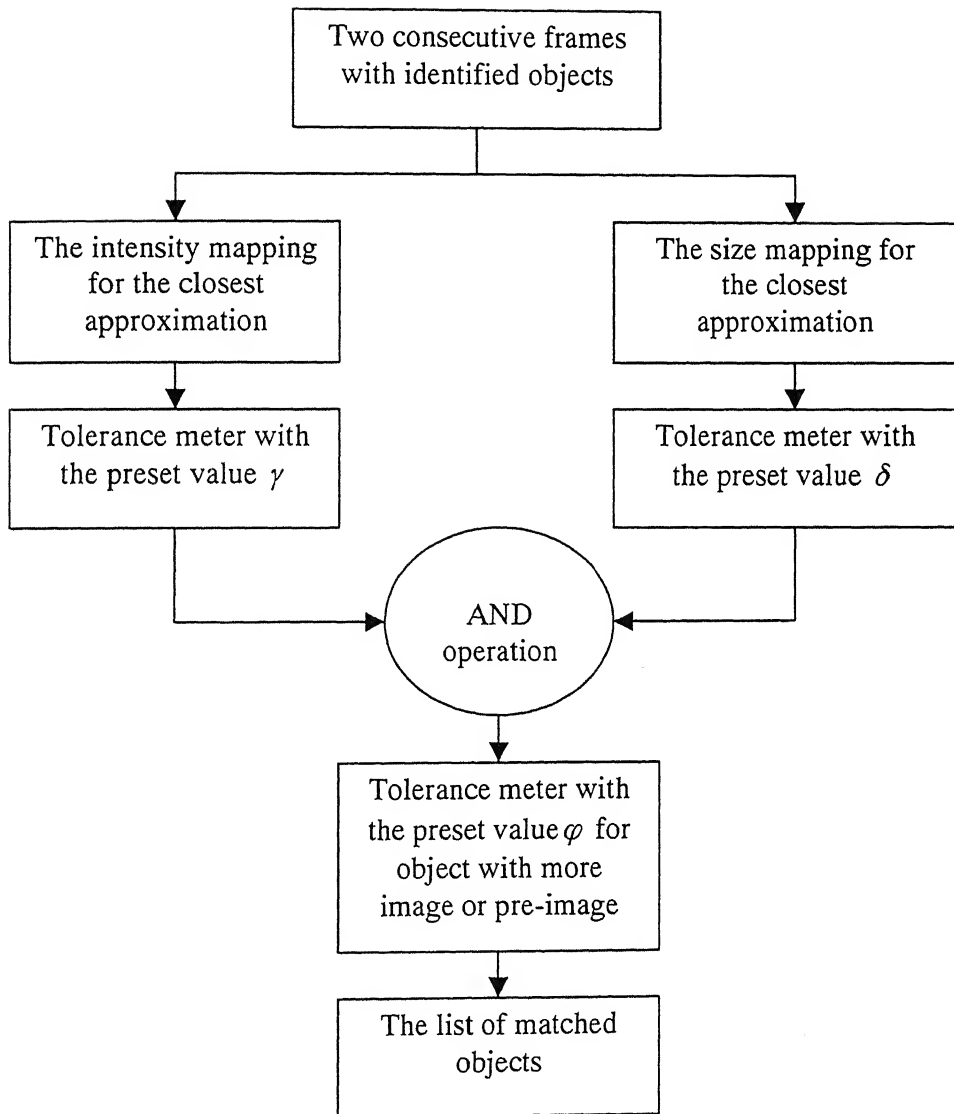 Two consecutive frames
with identified objects
The intensity mapping
for the closest
approximation
The size mapping for
the closest
approximation
Tolerance meter with
the preset value γ
Tolerance meter with
the preset value δ
AND
operation
Tolerance meter with
the preset value φ for
object with more
image or pre-image
The list of matched
objects